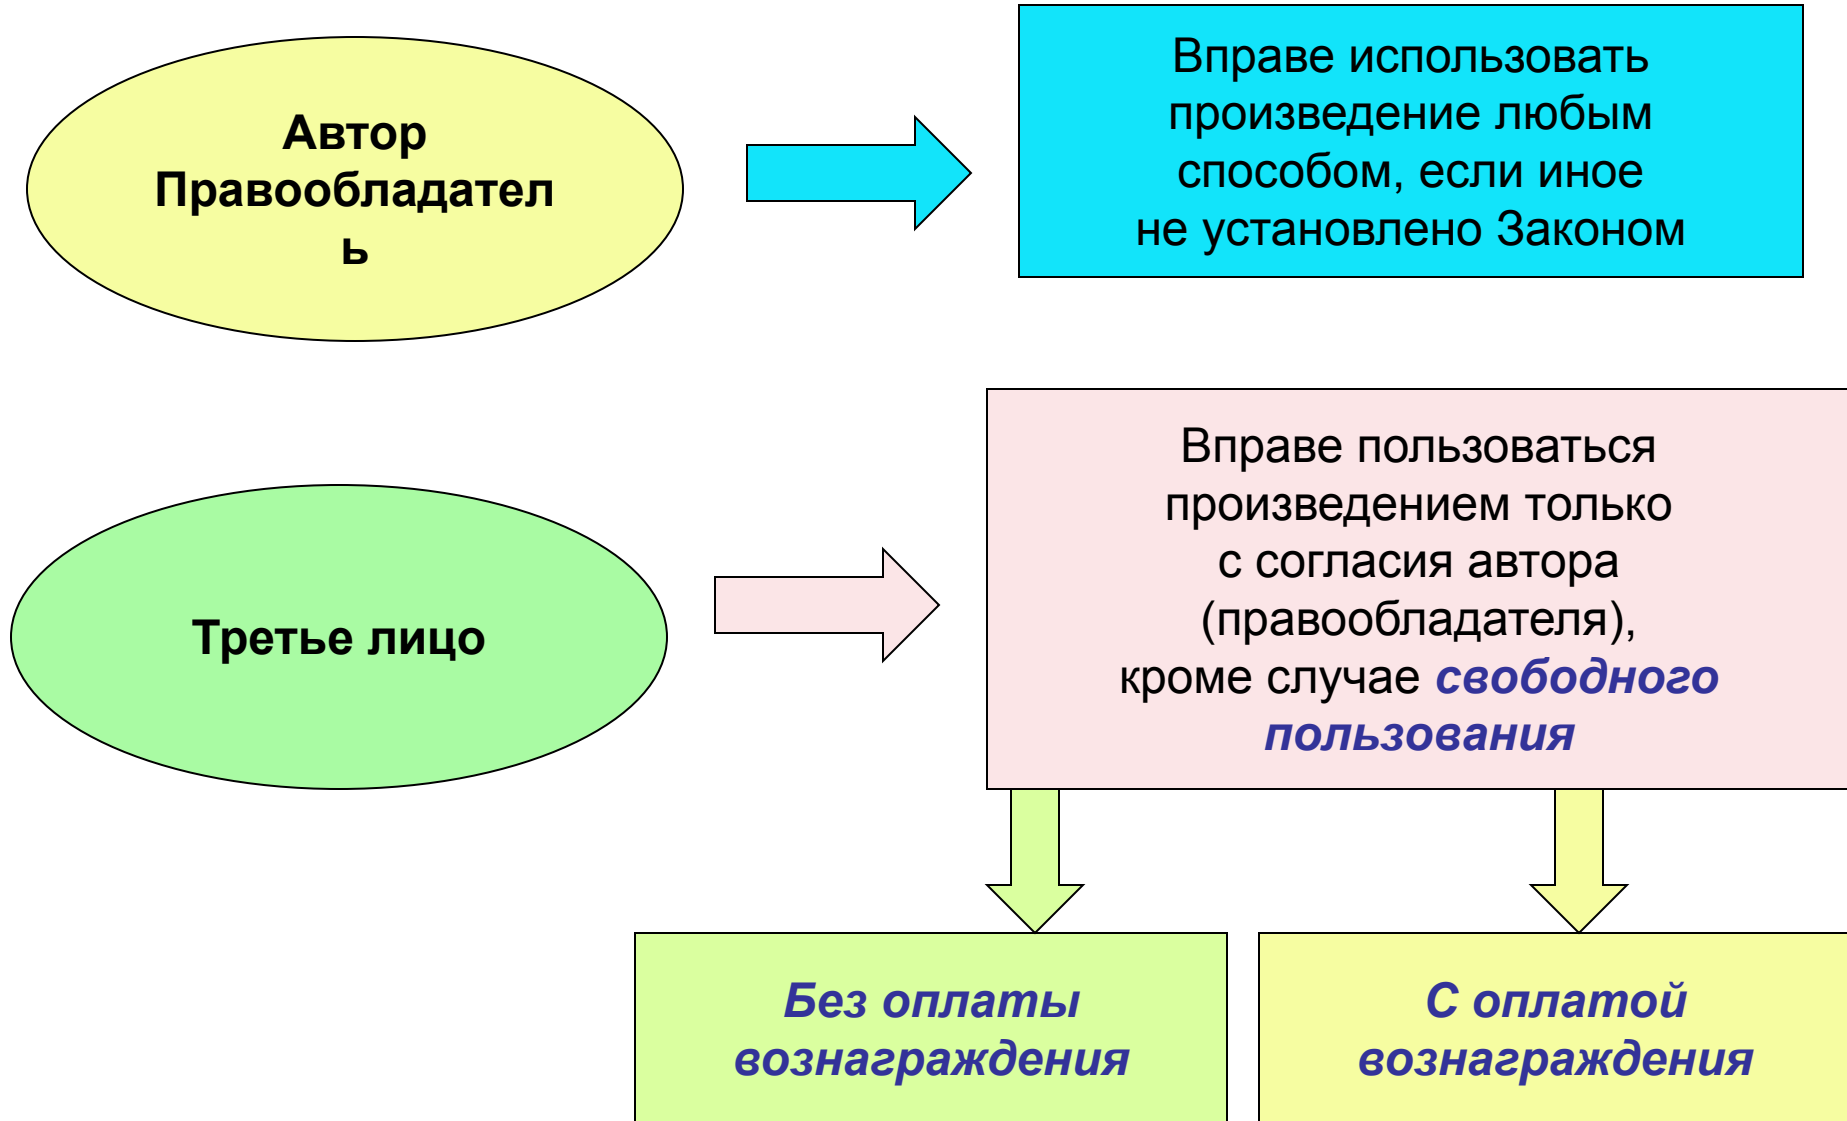 Автор
Правообладател
ь
Вправе использовать
произведение любым
способом, если иное
не установлено Законом
Третье лицо
Вправе пользоваться
произведением только
с согласия автора
(правообладателя),
кроме случае свободного
пользования
Без оплаты
вознаграждения
С оплатой
вознаграждения